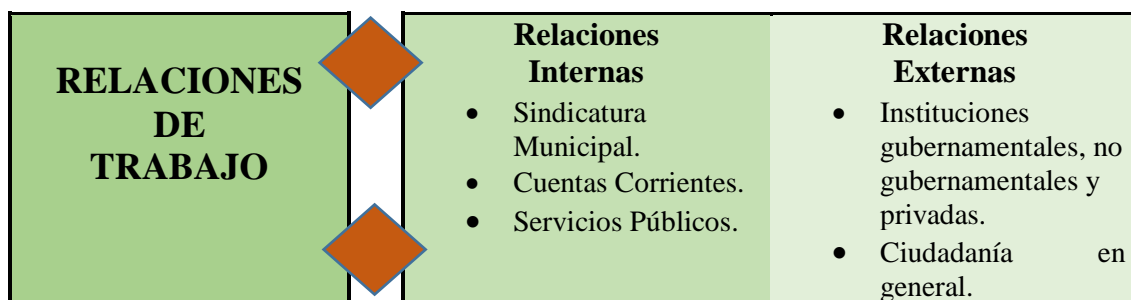 RELACIONES
DE
TRABAJO
Relaciones
Internas
• Sindicatura
Municipal.
• Cuentas Corrientes.
• Servicios Públicos.
Relaciones
Externas
• Instituciones
gubernamentales, no
gubernamentales y
privadas.
• Ciudadanía en
general.